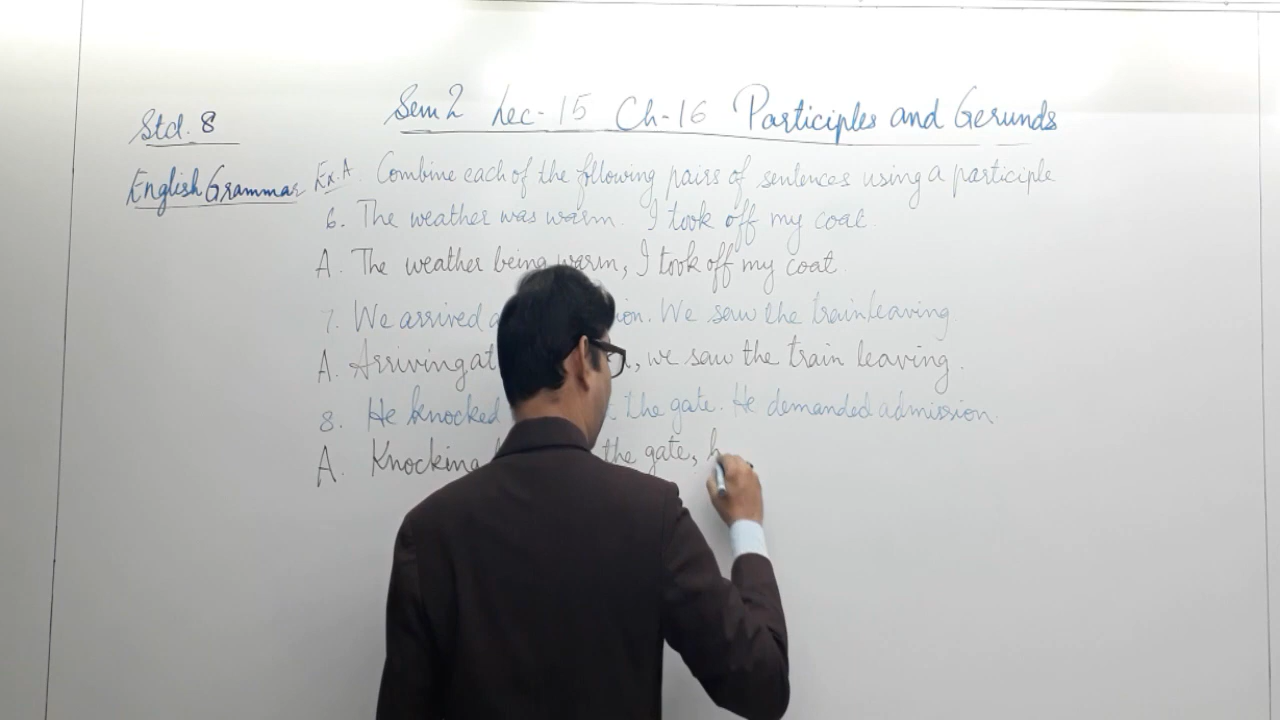 Sem 2 Lec-15 Ch-16 Participles and Gerunds
Std. 8
English Grammar
Ex. A. Combine each of the following pairs of sentences using a participle
6. The weather was warm. I took off my coat.
A. The weather being warm, I took off my coat.
7. We arrived ion. We saw the train leaving.
A. Arriving at , we saw the train leaving.
8. He knocked the gate. He demanded admission.
A. Knocking the gate, h